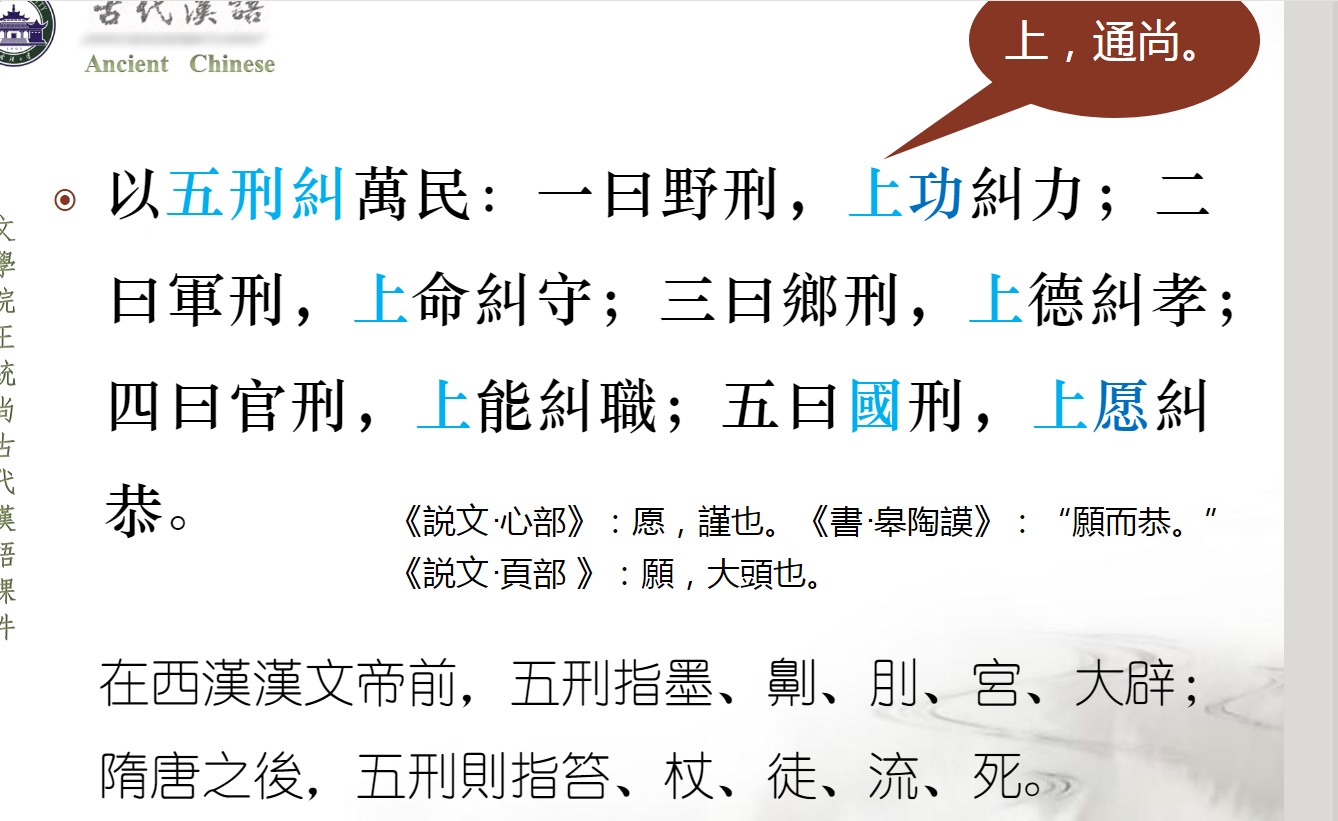 古代漢語
Ancient Chinese
上，通尚。
以五刑糾萬民：一曰野刑，上功糾力；二
曰軍刑，上命糾守；三曰鄉刑，上德糾孝；
四曰官刑，上能糾職；五曰國刑，上愿糾
恭。
《説文·心部》：愿，謹也。《書·皋陶謨》：“願而恭。”
《説文·頁部 》：願，大頭也。
在西漢漢文帝前，五刑指墨、劓、刖、宮、大辟；
隋唐之後，五刑則指笞、杖、徒、流、死。
文學院王統尚古代漢語課件